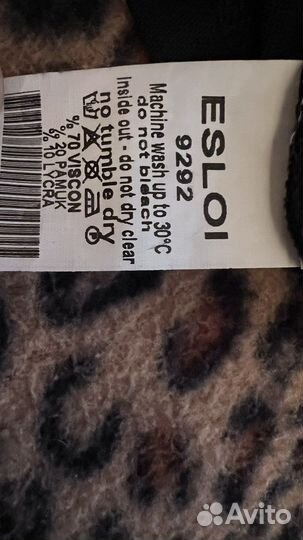 ESLOI
9292
Machine wash up to 30°C
do not bleach
Inside out - do not dry clear
no tumble dry
% 70 VISCON
% 20 PAMUK
% 10 LYCRA
Avito